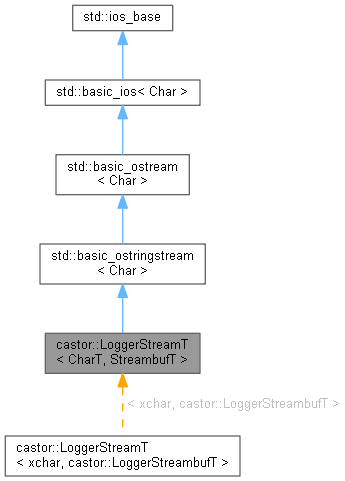 std::ios_base
std::basic_ios< Char >
std::basic_ostream
< Char >
std::basic_ostringstream
< Char >
castor::LoggerStreamT
< CharT, StreambufT >
< xchar, castor::LoggerStreambufT >
castor::LoggerStreamT
< xchar, castor::LoggerStreambufT >